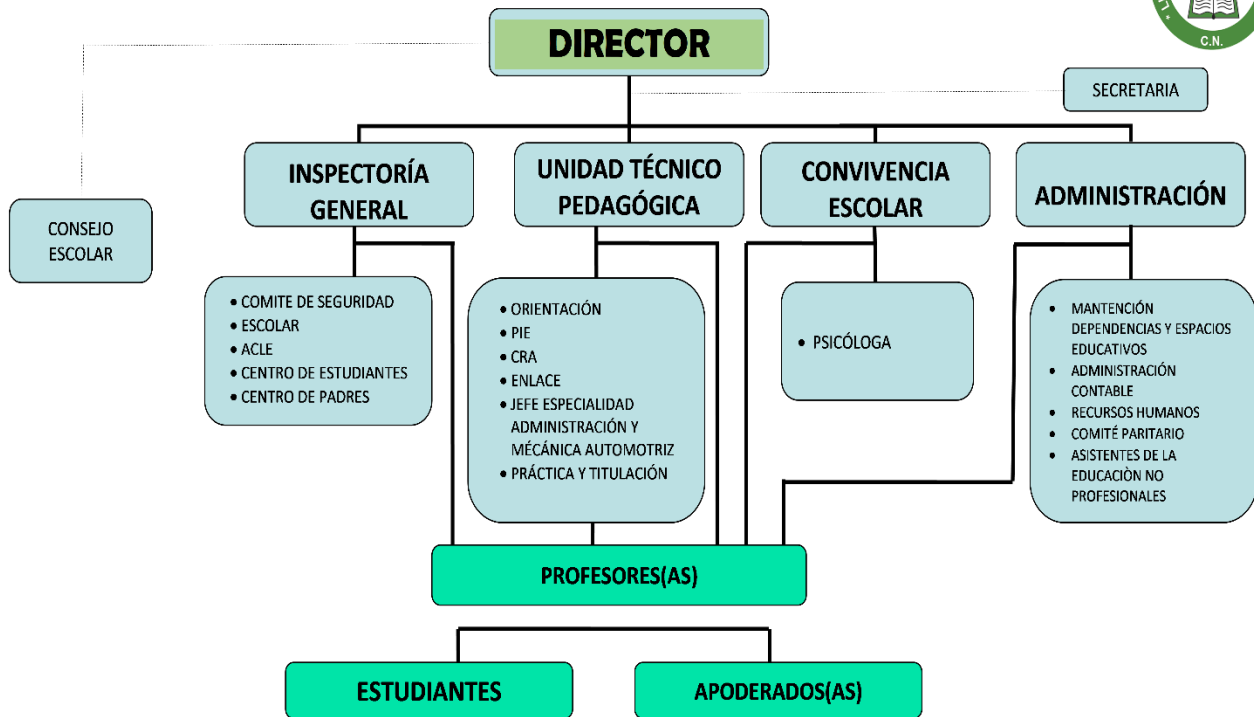 DIRECTOR
C.N.
SECRETARIA
CONSEJO
ESCOLAR
INSPECTORÍA
GENERAL
UNIDAD TÉCNICO
PEDAGÓGICA
CONVIVENCIA
ESCOLAR
ADMINISTRACIÓN
• COMITE DE SEGURIDAD
• ESCOLAR
• ACLE
• CENTRO DE ESTUDIANTES
• CENTRO DE PADRES
• ORIENTACIÓN
• PIE
• CRA
• ENLACE
• JEFE ESPECIALIDAD
ADMINISTRACIÓN Y
MÉCÁNICA AUTOMOTRIZ
• PRÁCTICA Y TITULACIÓN
• PSICÓLOGA
• MANTENCIÓN
DEPENDENCIAS Y ESPACIOS
EDUCATIVOS
• ADMINISTRACIÓN
CONTABLE
• RECURSOS HUMANOS
• COMITÉ PARITARIO
• ASISTENTES DE LA
EDUCACIÒN NO
PROFESIONALES
PROFESORES(AS)
ESTUDIANTES
APODERADOS(AS)